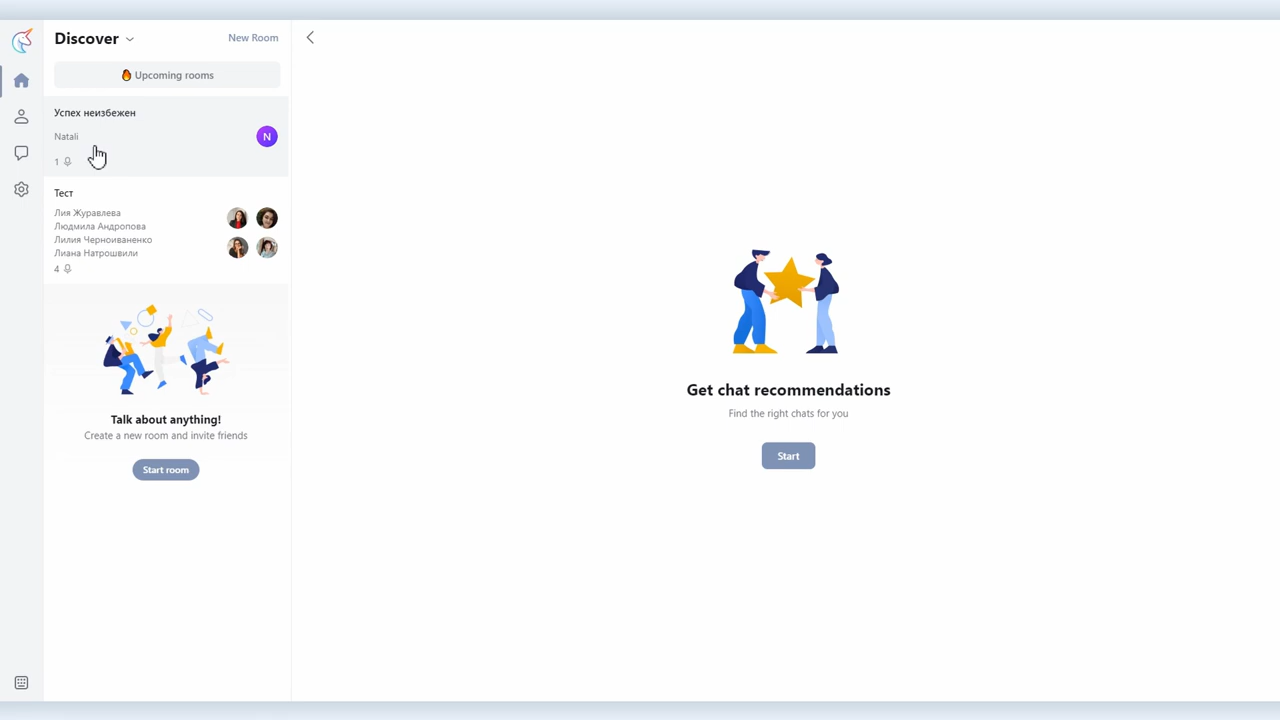 Discover
New Room
Upcoming rooms
Успех неизбежен
Natali
N
1
Тест
Лия Журавлева
Людмила Андропова
Лилия Черноиваненко
Лиана Натрошвили
4
Talk about anything!
Create a new room and invite friends
Start room
Get chat recommendations
Find the right chats for you
Start